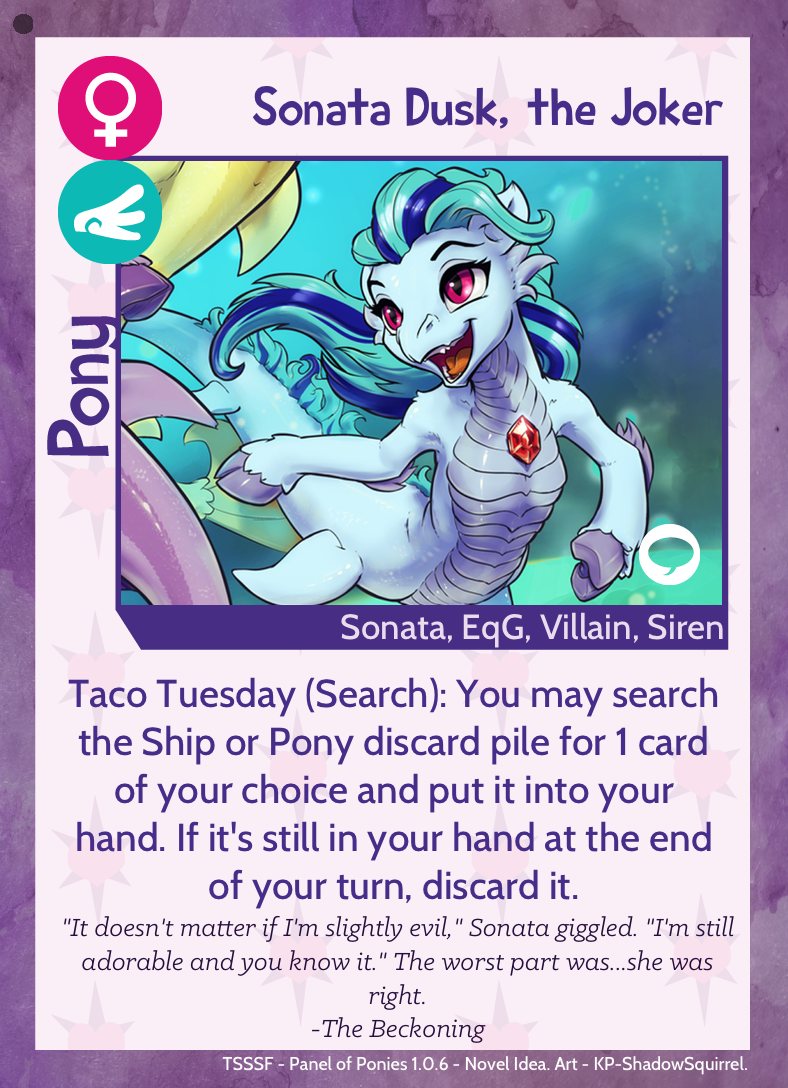 Sonata Dusk, the Joker
Pony
Sonata, EqG, Villain, Siren
Taco Tuesday (Search): You may search
the Ship or Pony discard pile for 1 card
of your choice and put it into your
hand. If it's still in your hand at the end
of your turn, discard it.
"It doesn't matter if I'm slightly evil," Sonata giggled. "I'm still
adorable and you know it." The worst part was...she was
right.
-The Beckoning
TSSSF - Panel of Ponies 1.0.6 - Novel Idea. Art - KP-ShadowSquirrel.